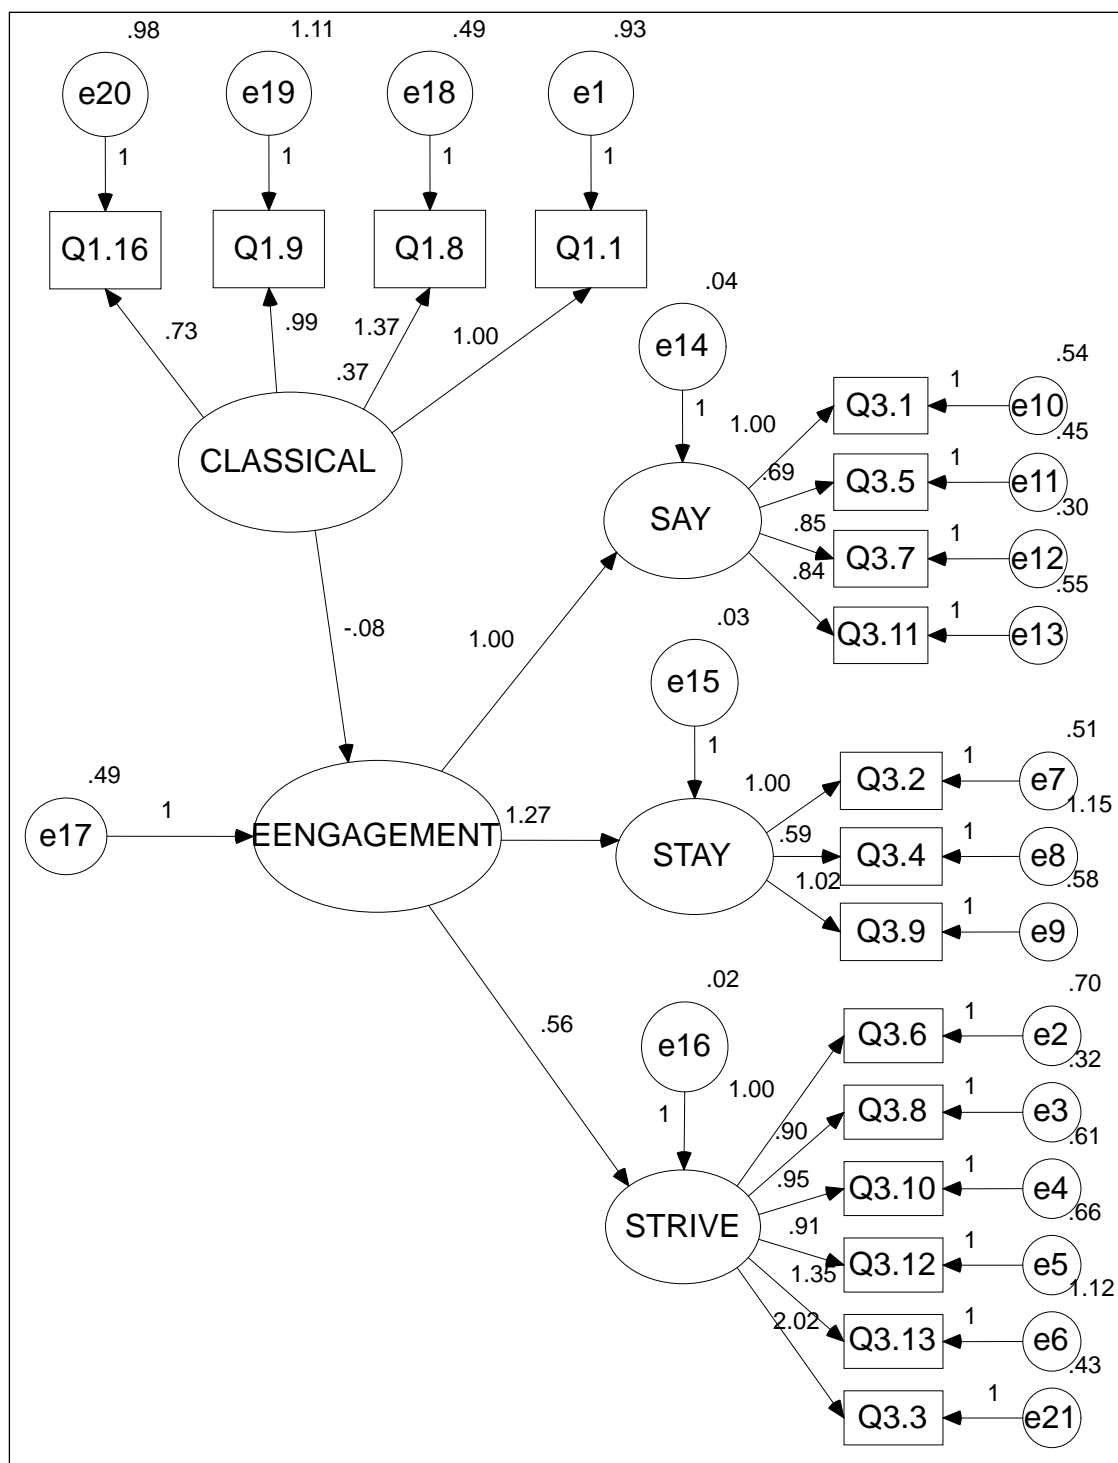 .98 1.11 .49 .93
e20 e19 e18 e1
1 1 1 1
Q1.16 Q1.9 Q1.8 Q1.1
.73 .99 1.37 1.00
.37
CLASSICAL
-.08
.04
e14
1
SAY
1.00
.69
.85
.84
Q3.1 1 e10 .54
Q3.5 1 e11 .45
Q3.7 1 e12 .30
Q3.11 1 e13 .55
1.00
.03
e15
1
.49
e17 1 EENGAGEMENT 1.27 STAY
1.00
.59
1.02
Q3.2 1 e7 .51
Q3.4 1 e8 1.15
Q3.9 1 e9 .58
.56
.02
e16
1
STRIVE
1.00
.90
.95
.91
1.35
2.02
Q3.6 1 e2 .70
Q3.8 1 e3 .32
Q3.10 1 e4 .61
Q3.12 1 e5 .66
Q3.13 1 e6 1.12
Q3.3 1 e21 .43